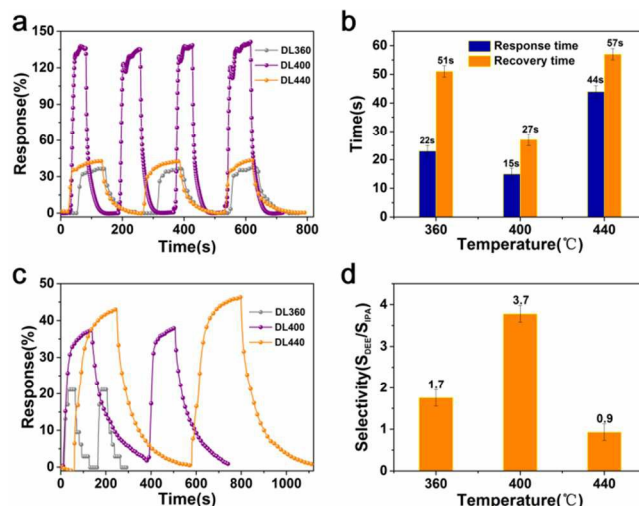 a
Response(%)
150
120
90
60
30
0
DL360
DL400
DL440
0 200 400 600 800
Time(s)
b
Time(s)
60
50
40
30
20
10
0
Response time
Recovery time
22s
51s
15s
27s
44s
57s
360 400 440
Temperature(℃)
c
Response(%)
50
40
30
20
10
0
DL360
DL400
DL440
0 200 400 600 800 1000
Time(s)
d
Selectivity(S_DEE/S_IPA)
4
3
2
1
0
1.7
3.7
0.9
360 400 440
Temperature(℃)